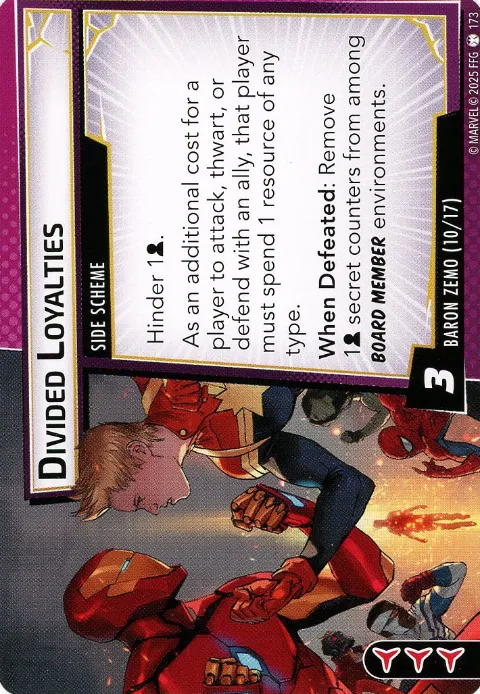 DIVIDED LOYALTIES
SIDE SCHEME
Hinder 1.
As an additional cost for a
player to attack, thwart, or
defend with an ally, that player
must spend 1 resource of any
type.
When Defeated: Remove
1 secret counters from among
BOARD MEMBER environments.
3
BARON ZEMO (10/17)
© MARVEL © 2025 FFG 173